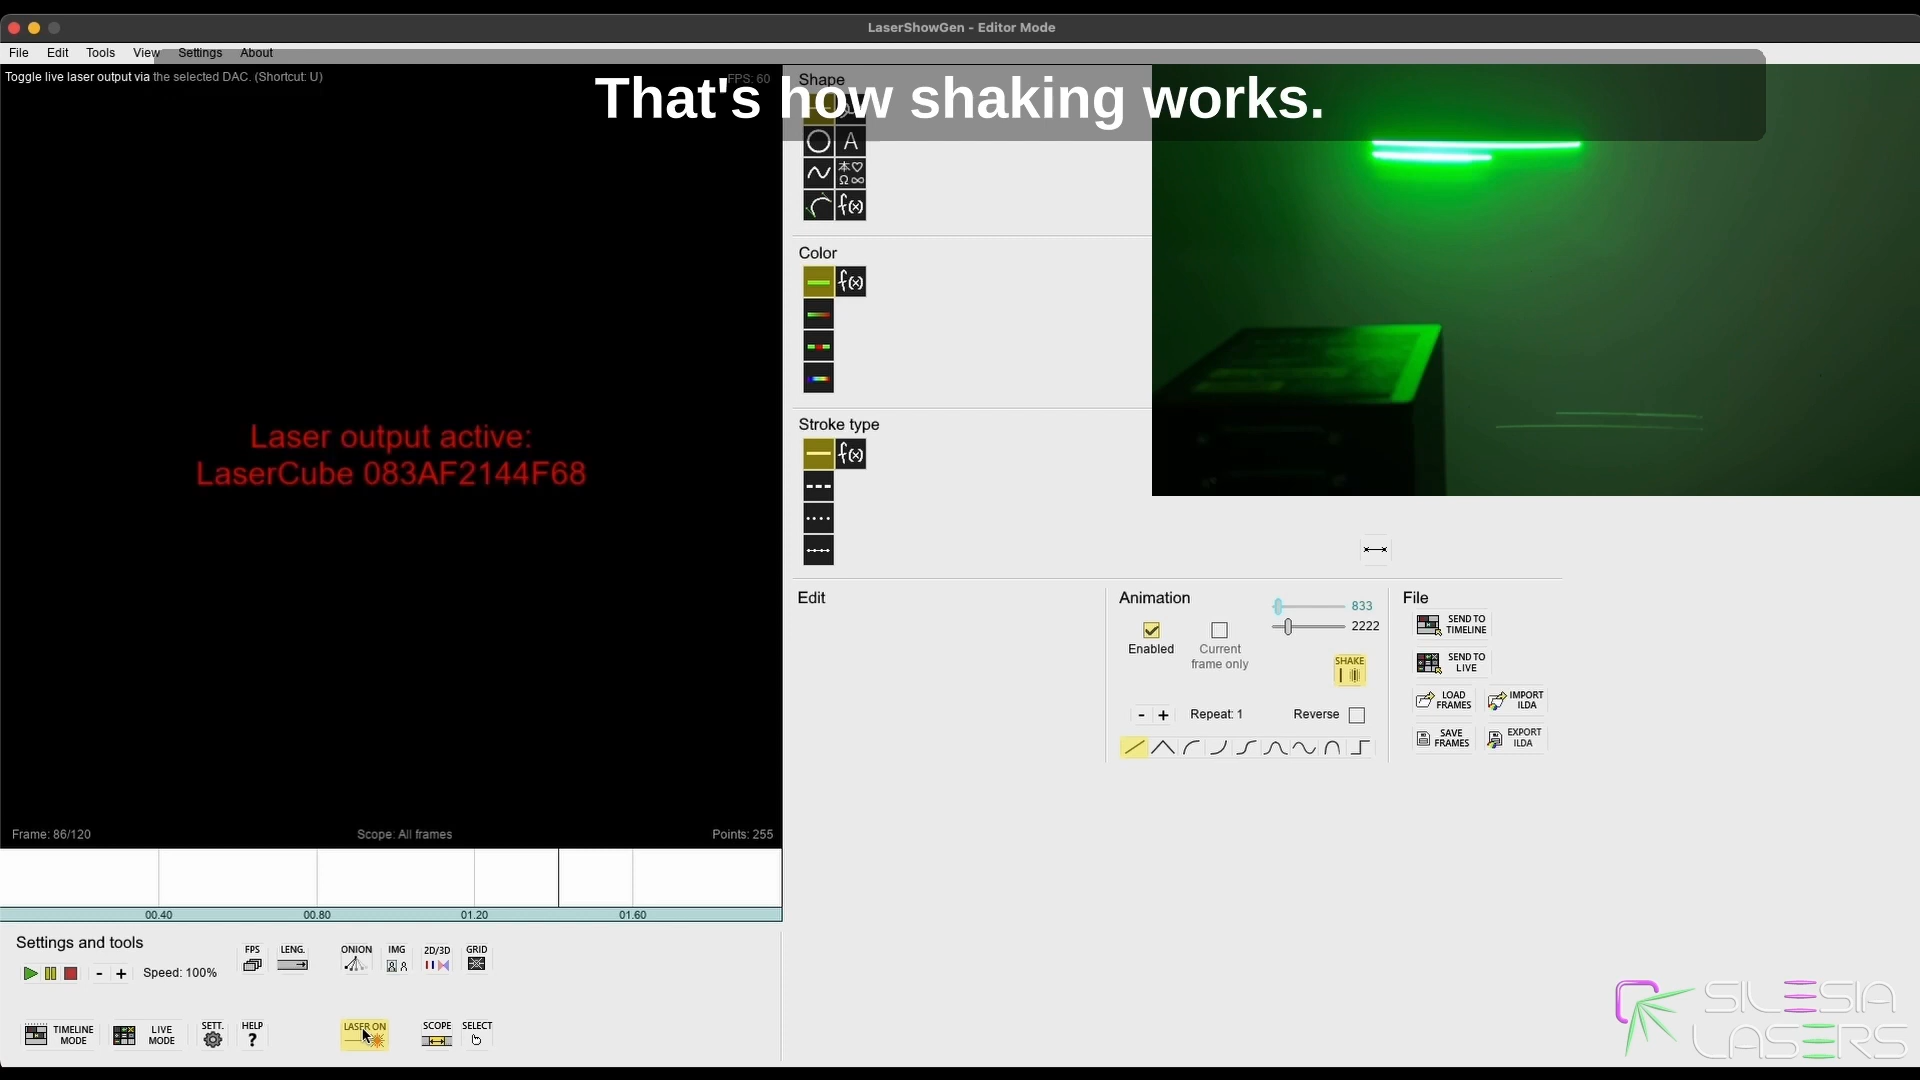 LaserShowGen - Editor Mode
File Edit Tools View Settings About
Toggle live laser output via the selected DAC. (Shortcut: U)
FPS: 60
That's how shaking works.
Shape
A
本♡
Ω∞
f(x)
Color
f(x)
Laser output active:
LaserCube 083AF2144F68
Stroke type
f(x)
Edit
Animation
833
2222
Enabled
Current
frame only
SHAKE
- + Repeat: 1 Reverse
File
SEND TO
TIMELINE
SEND TO
LIVE
LOAD
FRAMES
IMPORT
ILDA
SAVE
FRAMES
EXPORT
ILDA
Frame: 86/120 Scope: All frames Points: 255
00.40 00.80 01.20 01.60
Settings and tools
- + Speed: 100%
FPS
LENG.
ONION
IMG
2D/3D
GRID
TIMELINE
MODE
LIVE
MODE
SETT.
HELP
?
LASER ON
SCOPE
SELECT
SILESIA
LASERS